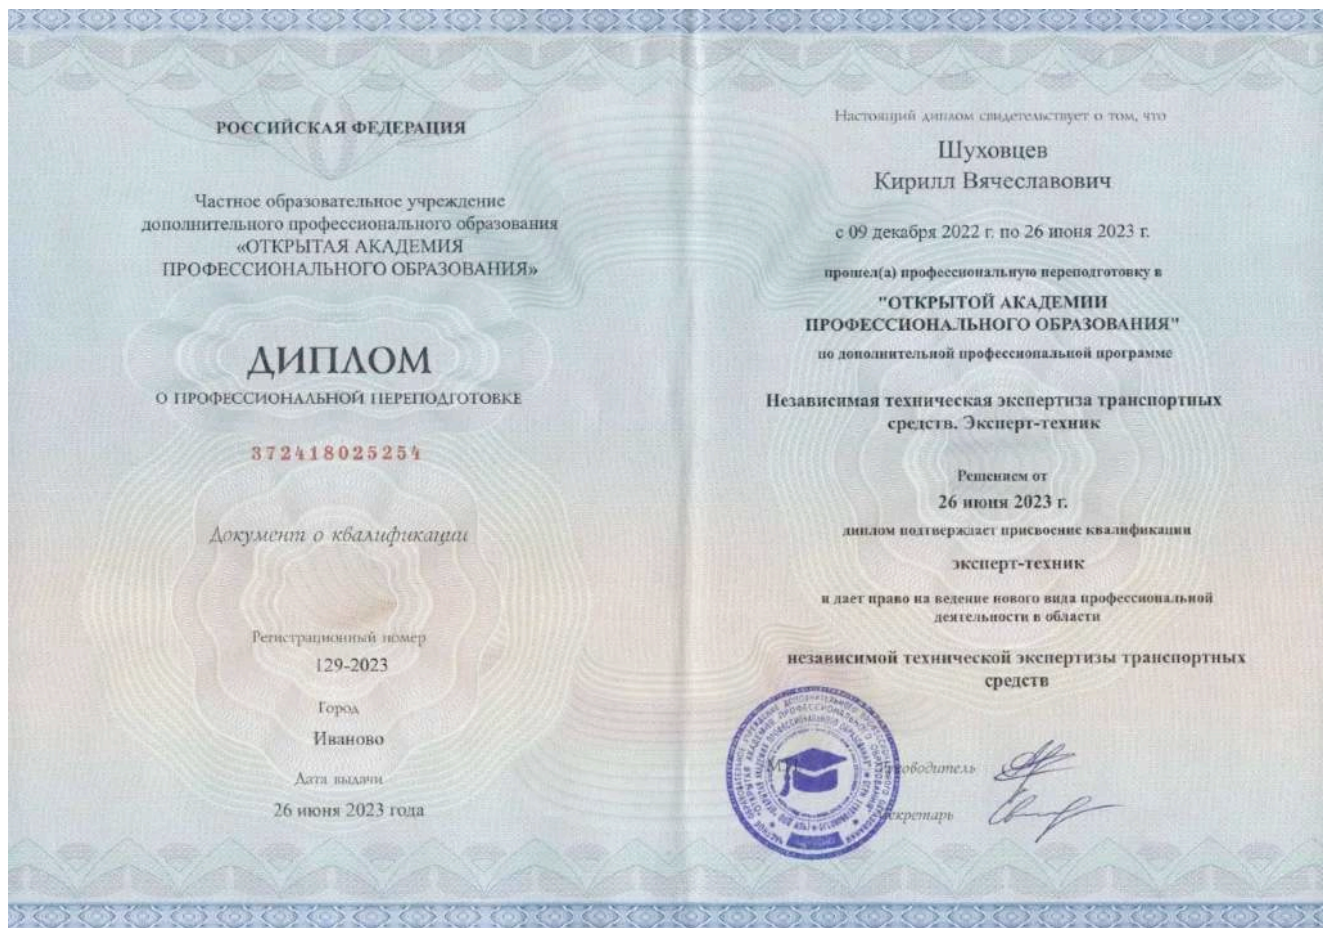 РОССИЙСКАЯ ФЕДЕРАЦИЯ
Частное образовательное учреждение
дополнительного профессионального образования
«ОТКРЫТАЯ АКАДЕМИЯ
ПРОФЕССИОНАЛЬНОГО ОБРАЗОВАНИЯ»
ДИПЛОМ
О ПРОФЕССИОНАЛЬНОЙ ПЕРЕПОДГОТОВКЕ
372418025254
Документ о квалификации
Регистрационный номер
129-2023
Город
Иваново
Дата выдачи
26 июня 2023 года
Настоящий диплом свидетельствует о том, что
Шуховцев
Кирилл Вячеславович
с 09 декабря 2022 г. по 26 июня 2023 г.
прошел(а) профессиональную переподготовку в
"ОТКРЫТОЙ АКАДЕМИИ
ПРОФЕССИОНАЛЬНОГО ОБРАЗОВАНИЯ"
по дополнительной профессиональной программе
Независимая техническая экспертиза транспортных
средств. Эксперт-техник
Решением от
26 июня 2023 г.
диплом подтверждает присвоение квалификации
эксперт-техник
и дает право на ведение нового вида профессиональной
деятельности в области
независимой технической экспертизы транспортных
средств
Руководитель
Секретарь